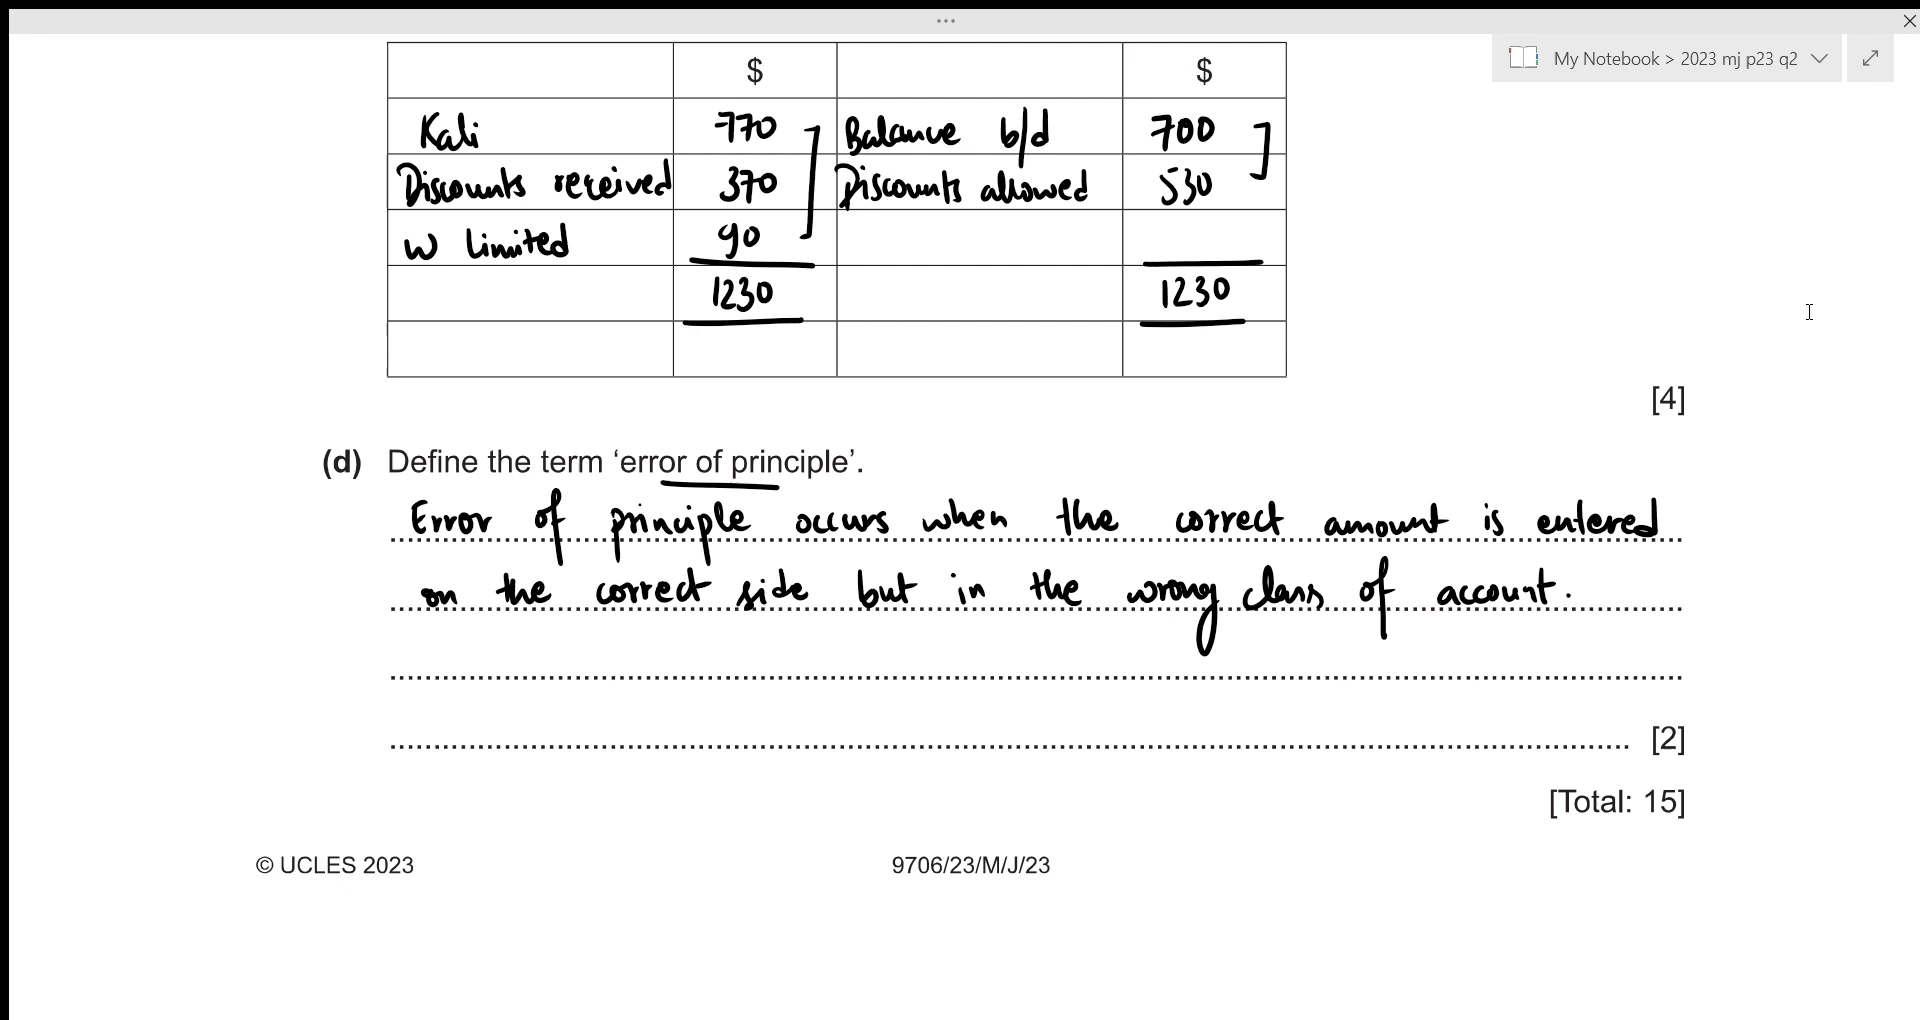 ...
My Notebook > 2023 mj p23 q2
$ $
Kali 770 Balance b/d 700
Discounts received 370 Discounts allowed 530
W Limited 90
1230 1230
[4]
(d) Define the term ‘error of principle’.
Error of principle occurs when the correct amount is entered
on the correct side but in the wrong class of account.
[2]
[Total: 15]
© UCLES 2023 9706/23/M/J/23